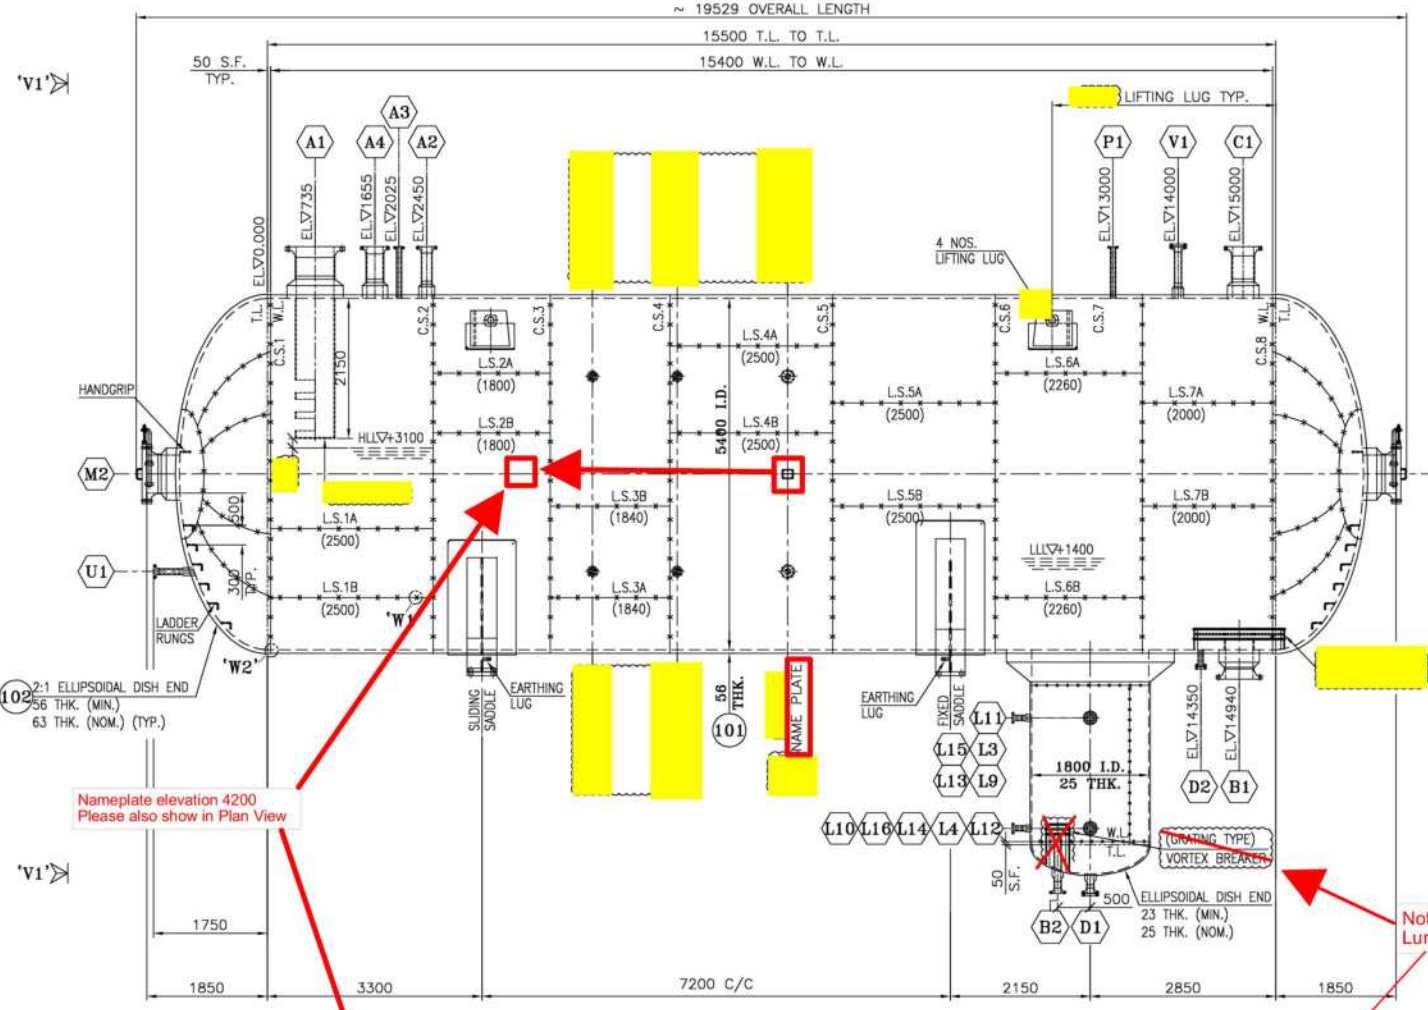 ~ 19529 OVERALL LENGTH
15500 T.L. TO T.L.
50 S.F.
TYP.
15400 W.L. TO W.L.
'V1'
LIFTING LUG TYP.
A1
A4
A3
A2
P1
V1
C1
EL.▽0.000
EL.▽735
EL.▽1655
EL.▽2025
EL.▽2450
EL.▽13000
EL.▽14000
EL.▽15000
4 NOS.
LIFTING LUG
T.L.
W.L.
C.S.1
C.S.2
C.S.3
C.S.4
C.S.5
C.S.6
C.S.7
C.S.8
W.L.
T.L.
L.S.4A
(2500)
L.S.2A
(1800)
L.S.6A
(2260)
2150
HANDGRIP
5400 I.D.
L.S.5A
(2500)
L.S.7A
(2000)
L.S.2B
(1800)
L.S.4B
(2500)
HLL▽+3100
M2
500
L.S.3B
(1840)
L.S.5B
(2500)
L.S.7B
(2000)
L.S.1A
(2500)
LLL▽+1400
U1
300
TYP.
L.S.1B
(2500)
'W1
L.S.3A
(1840)
L.S.6B
(2260)
LADDER
RUNGS
'W2'
102
2:1 ELLIPSOIDAL DISH END
56 THK. (MIN.)
63 THK. (NOM.) (TYP.)
SLIDING
SADDLE
EARTHING
LUG
56
THK.
101
NAME PLATE
EARTHING
LUG
FIXED
SADDLE
EL.▽14350
EL.▽14940
L11
L15
L3
L13
L9
1800 I.D.
25 THK.
D2
B1
Nameplate elevation 4200
Please also show in Plan View
L10
L16
L14
L4
L12
W.L.
T.L.
(GRATING TYPE)
VORTEX BREAKER
'V1'
50
S.F.
500
ELLIPSOIDAL DISH END
23 THK. (MIN.)
25 THK. (NOM.)
B2
D1
1750
1850
3300
7200 C/C
2150
2850
1850